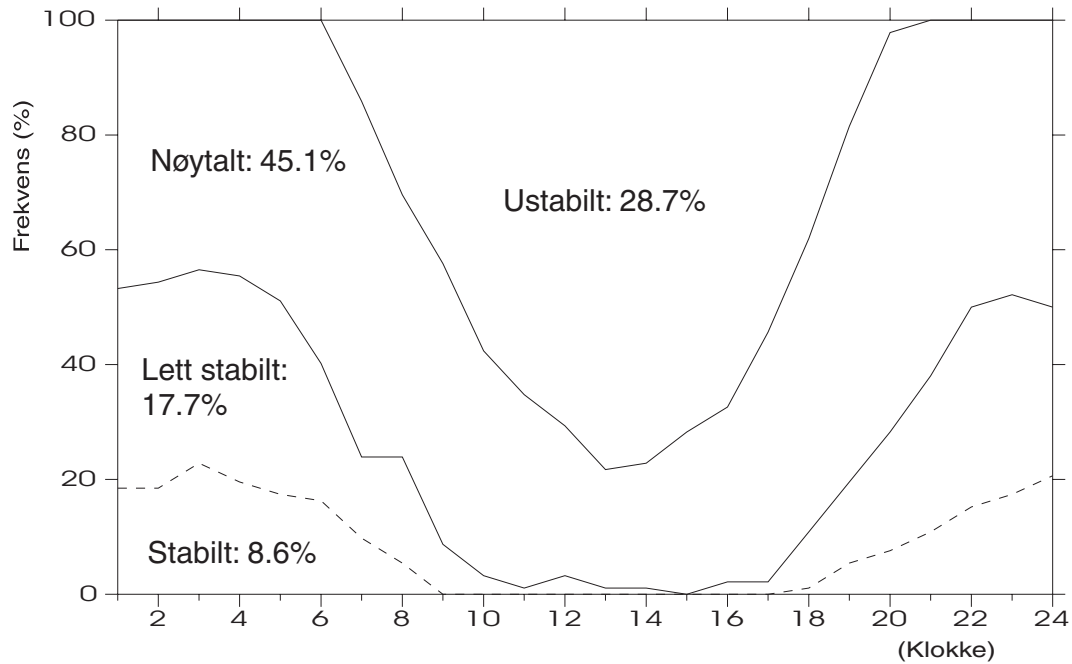 100
80
60
40
20
0
Frekvens (%)
Nøytalt: 45.1%
Ustabilt: 28.7%
Lett stabilt:
17.7%
Stabilt: 8.6%
2 4 6 8 10 12 14 16 18 20 22 24
(Klokke)